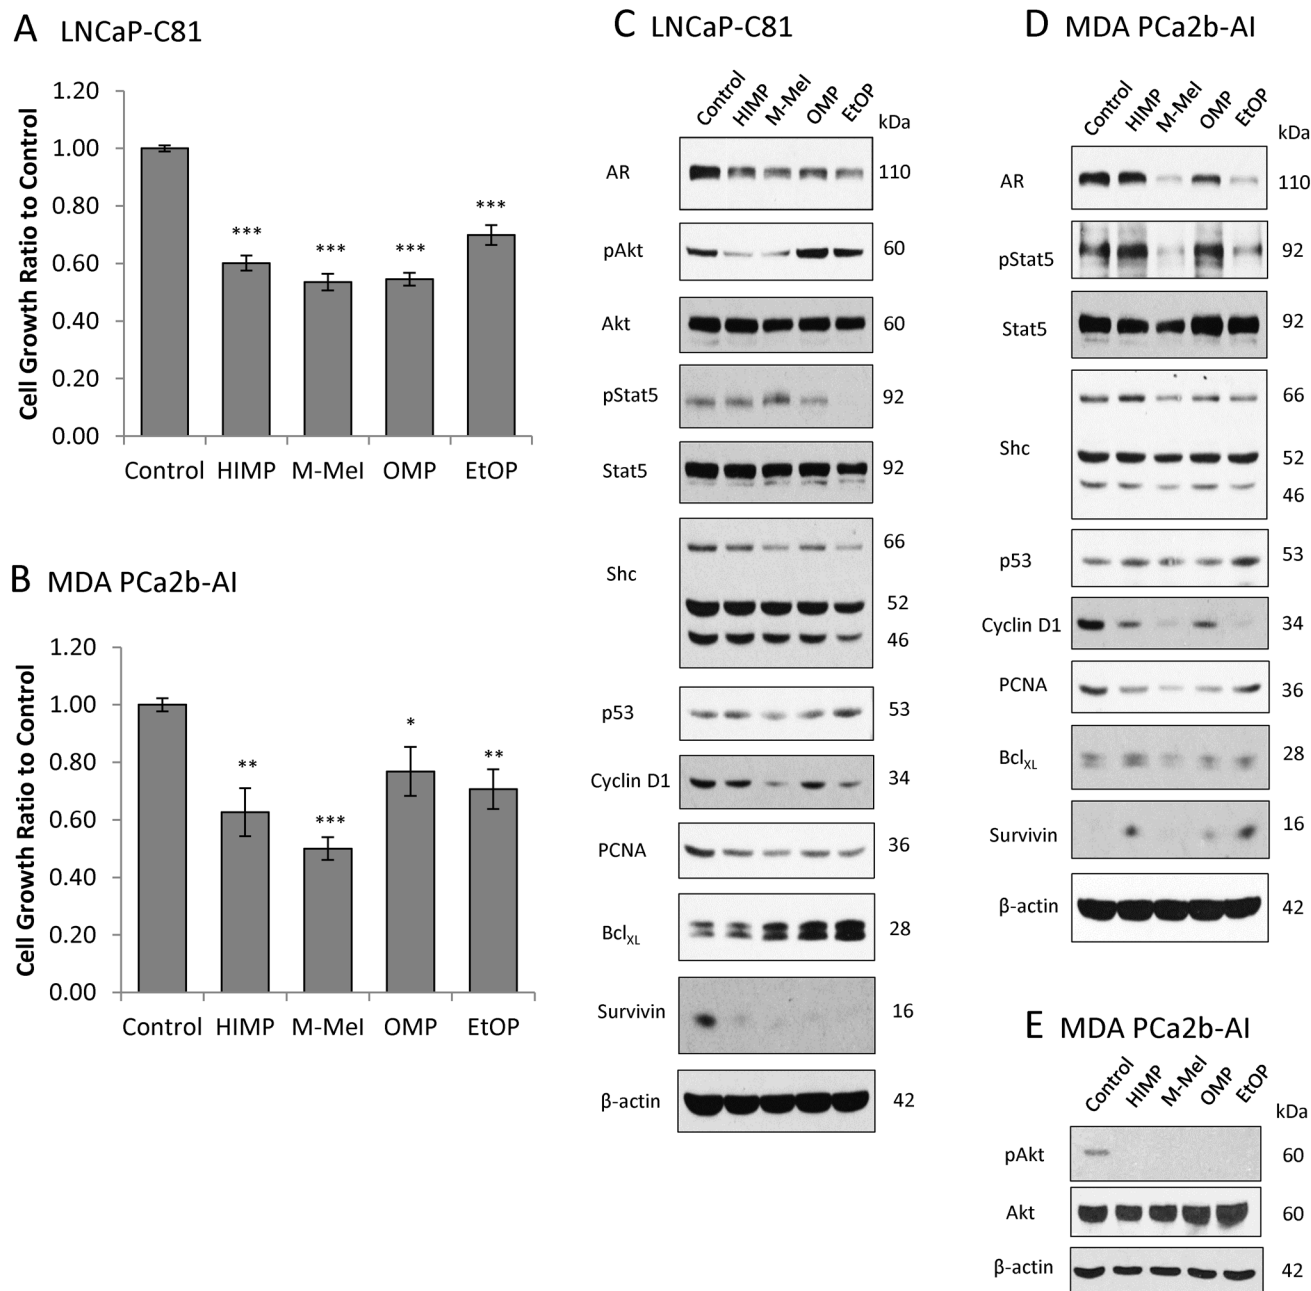 A LNCaP-C81
Cell Growth Ratio to Control
1.20
1.00
0.80
0.60
0.40
0.20
0.00
***
***
***
***
Control HIMP M-Mel OMP EtOP
B MDA PCa2b-AI
Cell Growth Ratio to Control
1.20
1.00
0.80
0.60
0.40
0.20
0.00
**
***
*
**
Control HIMP M-Mel OMP EtOP
C LNCaP-C81
Control HIMP M-Mel OMP EtOP
kDa
AR 110
pAkt 60
Akt 60
pStat5 92
Stat5 92
66
Shc
52
46
p53 53
Cyclin D1 34
PCNA 36
BclXL 28
Survivin 16
β-actin 42
D MDA PCa2b-AI
Control HIMP M-Mel OMP EtOP
kDa
AR 110
pStat5 92
Stat5 92
66
Shc
52
46
p53 53
Cyclin D1 34
PCNA 36
BclXL 28
Survivin 16
β-actin 42
E MDA PCa2b-AI
Control HIMP M-Mel OMP EtOP
kDa
pAkt 60
Akt 60
β-actin 42